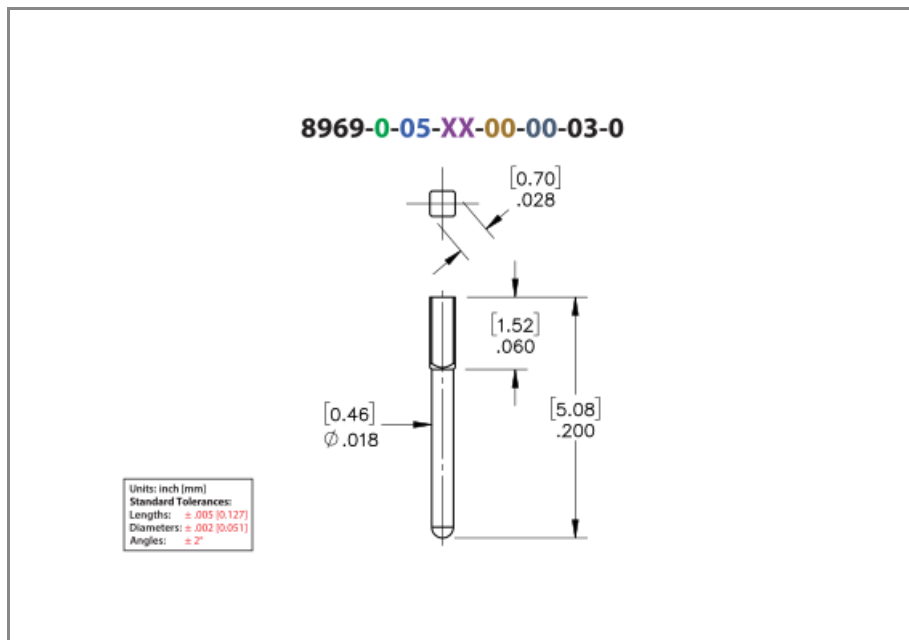 8969-0-05-XX-00-00-03-0
[0.70]
.028
[1.52]
.060
[0.46]
∅ .018
[5.08]
.200
Units: inch [mm]
Standard Tolerances:
Lengths: ± .005 [0.127]
Diameters: ± .002 [0.051]
Angles: ± 2°